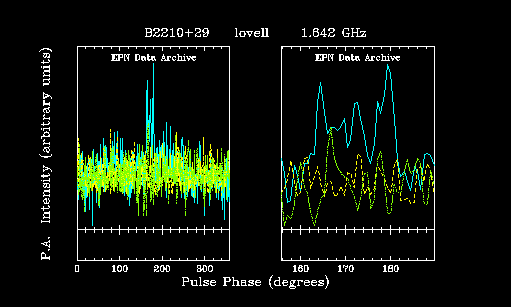 B2210+29 lovell 1.642 GHz
EPN Data Archive EPN Data Archive
P.A. Intensity (arbitrary units)
0 100 200 300 160 170 180
Pulse Phase (degrees)